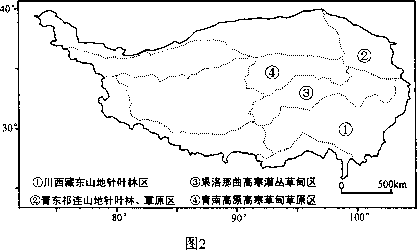 40°
30°
②
④
③
①
①川西藏东山地针叶林区 ③果洛那曲高寒灌丛草甸区
②青东祁连山地针叶林、草原区 ④青南高原高寒草甸草原区
0 500km
80° 90° 100°
图2